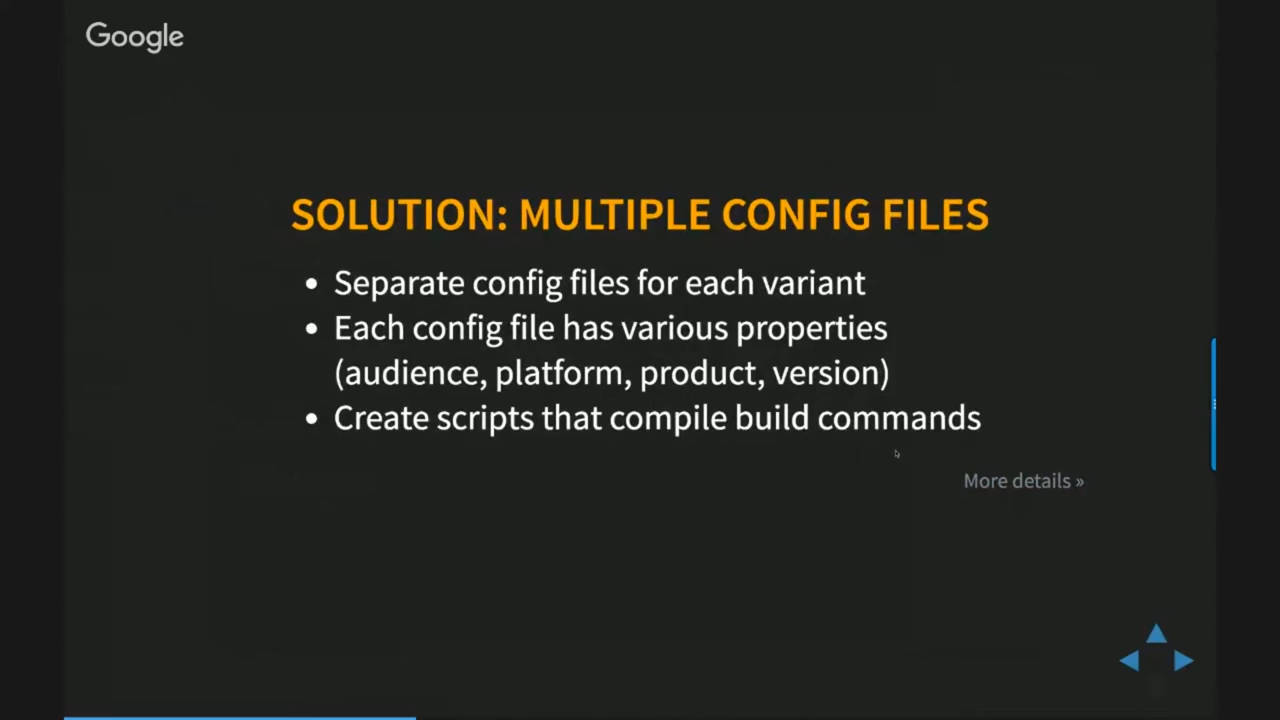 Google
SOLUTION: MULTIPLE CONFIG FILES
• Separate config files for each variant
• Each config file has various properties
(audience, platform, product, version)
• Create scripts that compile build commands
More details »